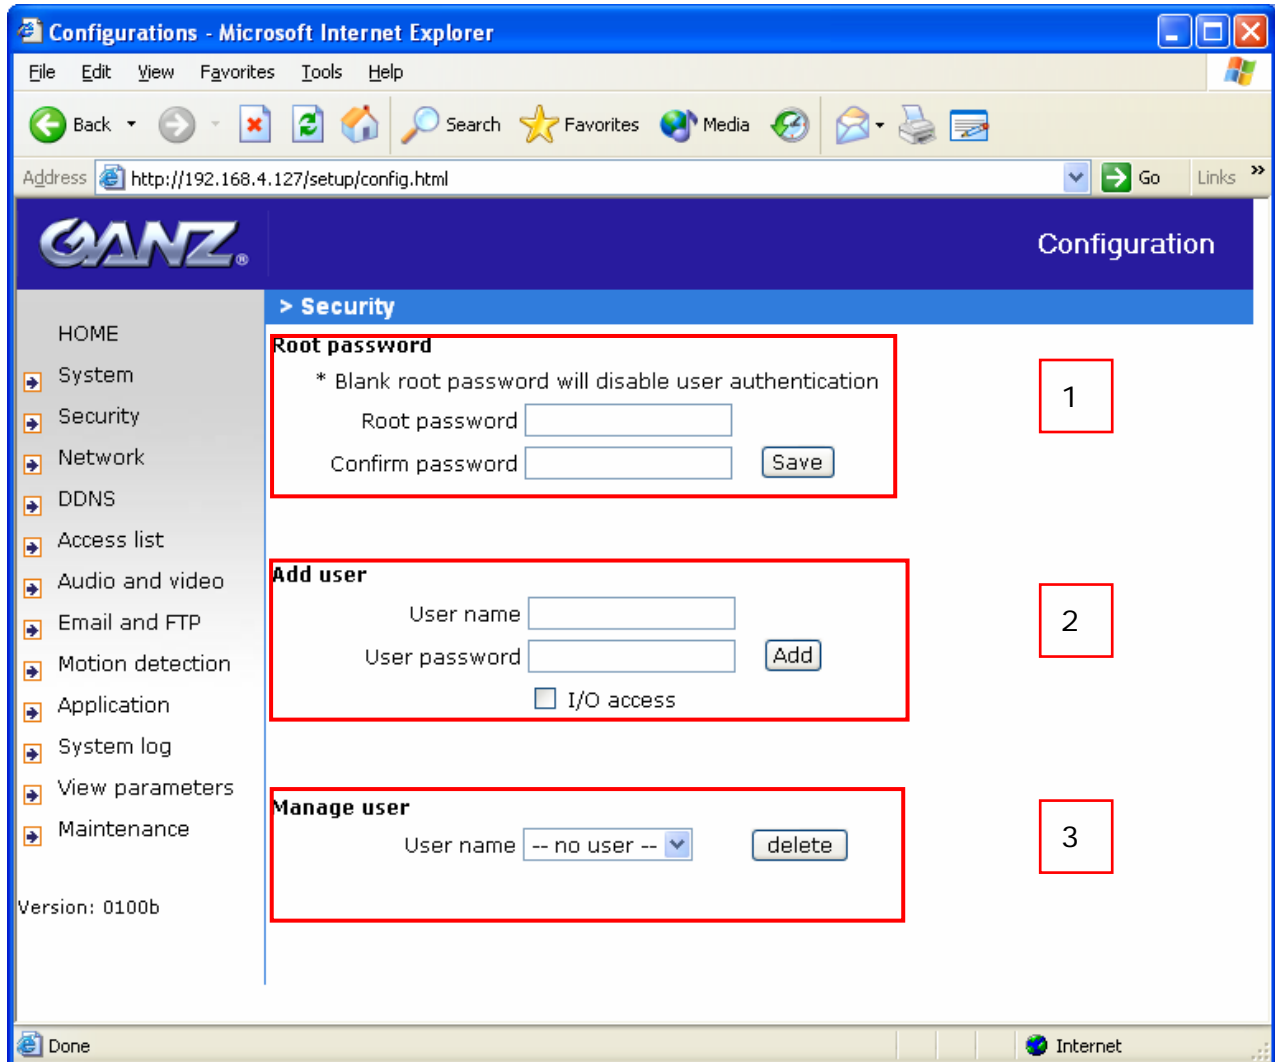 Configurations - Microsoft Internet Explorer
File Edit View Favorites Tools Help
Back Search Favorites Media
Address http://192.168.4.127/setup/config.html Go Links »
GANZ® Configuration
> Security
HOME
System
Security
Network
DDNS
Access list
Audio and video
Email and FTP
Motion detection
Application
System log
View parameters
Maintenance
Version: 0100b
Root password
* Blank root password will disable user authentication
Root password
Confirm password Save
1
Add user
User name
User password Add
I/O access
2
Manage user
User name -- no user -- delete
3
Done Internet